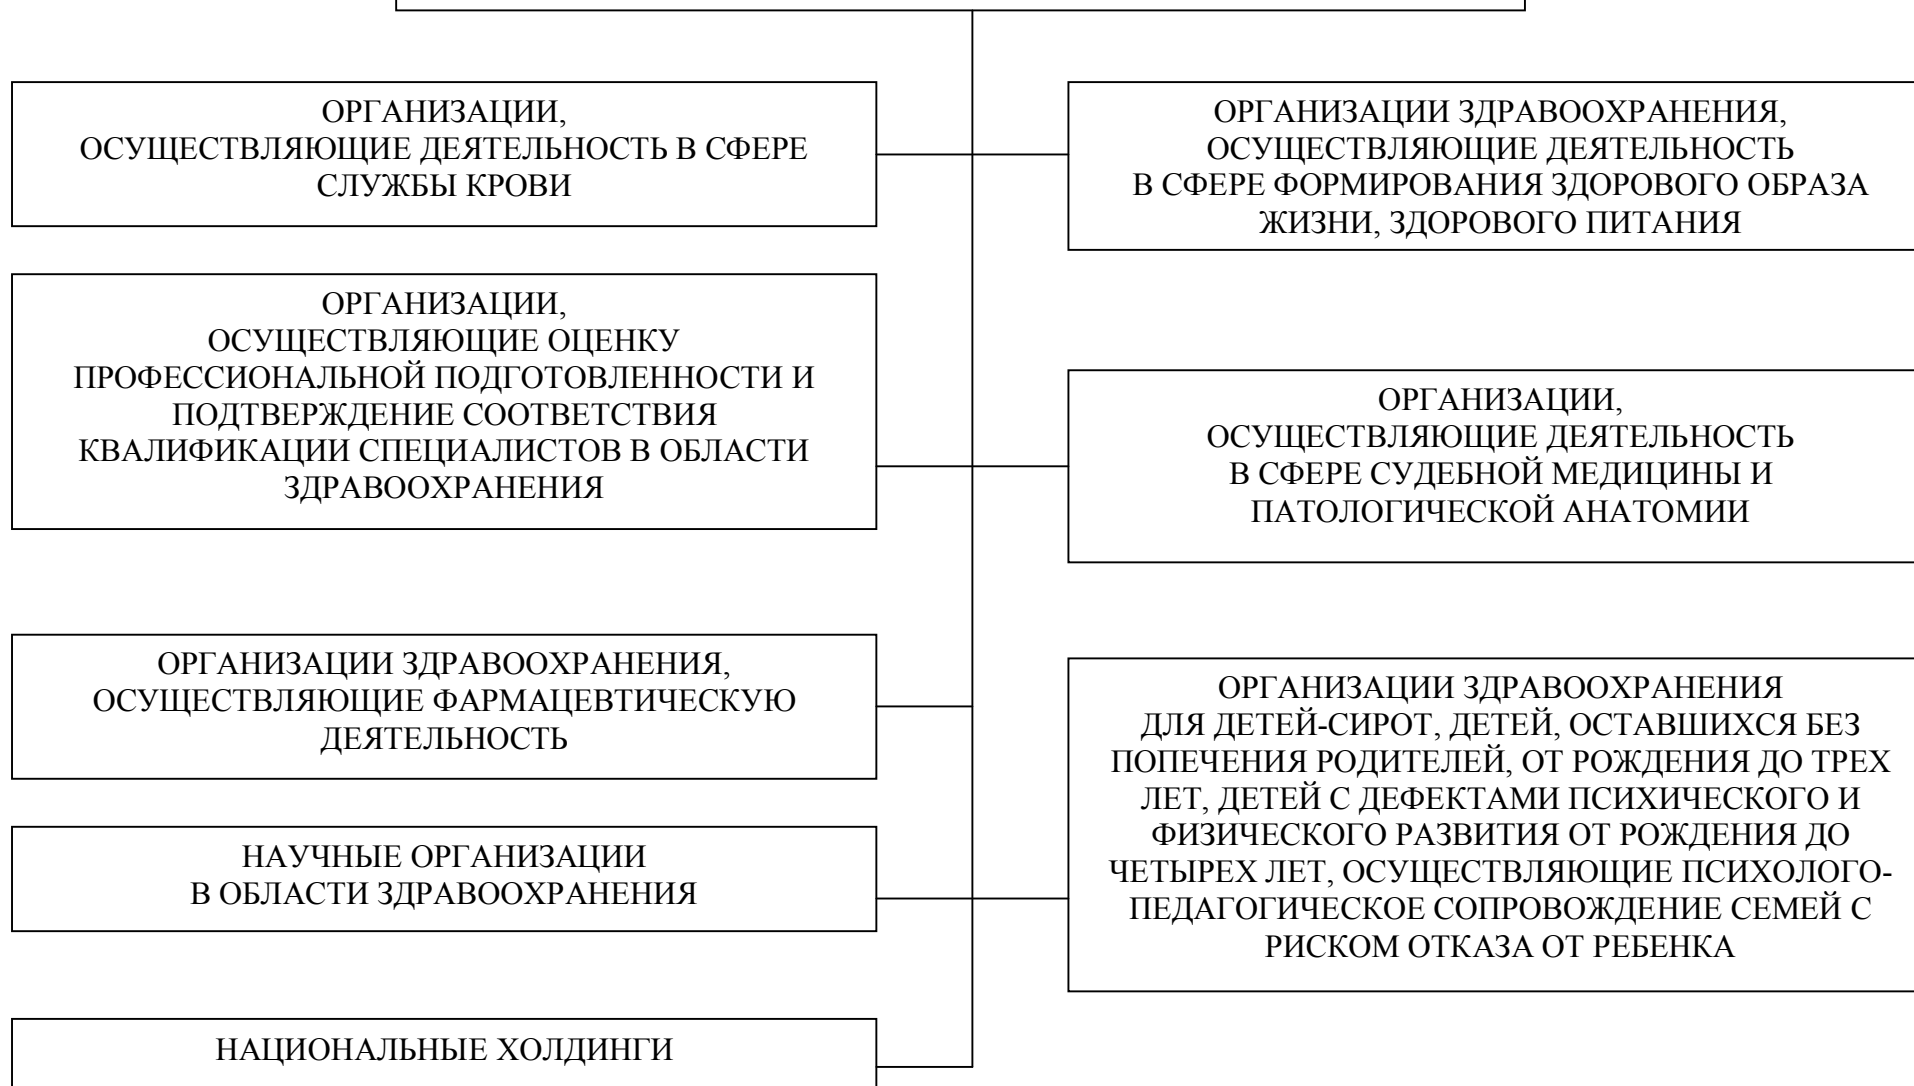 ОРГАНИЗАЦИИ,
ОСУЩЕСТВЛЯЮЩИЕ ДЕЯТЕЛЬНОСТЬ В СФЕРЕ
СЛУЖБЫ КРОВИ
ОРГАНИЗАЦИИ ЗДРАВООХРАНЕНИЯ,
ОСУЩЕСТВЛЯЮЩИЕ ДЕЯТЕЛЬНОСТЬ
В СФЕРЕ ФОРМИРОВАНИЯ ЗДОРОВОГО ОБРАЗА
ЖИЗНИ, ЗДОРОВОГО ПИТАНИЯ
ОРГАНИЗАЦИИ,
ОСУЩЕСТВЛЯЮЩИЕ ОЦЕНКУ
ПРОФЕССИОНАЛЬНОЙ ПОДГОТОВЛЕННОСТИ И
ПОДТВЕРЖДЕНИЕ СООТВЕТСТВИЯ
КВАЛИФИКАЦИИ СПЕЦИАЛИСТОВ В ОБЛАСТИ
ЗДРАВООХРАНЕНИЯ
ОРГАНИЗАЦИИ,
ОСУЩЕСТВЛЯЮЩИЕ ДЕЯТЕЛЬНОСТЬ
В СФЕРЕ СУДЕБНОЙ МЕДИЦИНЫ И
ПАТОЛОГИЧЕСКОЙ АНАТОМИИ
ОРГАНИЗАЦИИ ЗДРАВООХРАНЕНИЯ,
ОСУЩЕСТВЛЯЮЩИЕ ФАРМАЦЕВТИЧЕСКУЮ
ДЕЯТЕЛЬНОСТЬ
ОРГАНИЗАЦИИ ЗДРАВООХРАНЕНИЯ
ДЛЯ ДЕТЕЙ-СИРОТ, ДЕТЕЙ, ОСТАВШИХСЯ БЕЗ
ПОПЕЧЕНИЯ РОДИТЕЛЕЙ, ОТ РОЖДЕНИЯ ДО ТРЕХ
ЛЕТ, ДЕТЕЙ С ДЕФЕКТАМИ ПСИХИЧЕСКОГО И
ФИЗИЧЕСКОГО РАЗВИТИЯ ОТ РОЖДЕНИЯ ДО
ЧЕТЫРЕХ ЛЕТ, ОСУЩЕСТВЛЯЮЩИЕ ПСИХОЛОГО-
ПЕДАГОГИЧЕСКОЕ СОПРОВОЖДЕНИЕ СЕМЕЙ С
РИСКОМ ОТКАЗА ОТ РЕБЕНКА
НАУЧНЫЕ ОРГАНИЗАЦИИ
В ОБЛАСТИ ЗДРАВООХРАНЕНИЯ
НАЦИОНАЛЬНЫЕ ХОЛДИНГИ